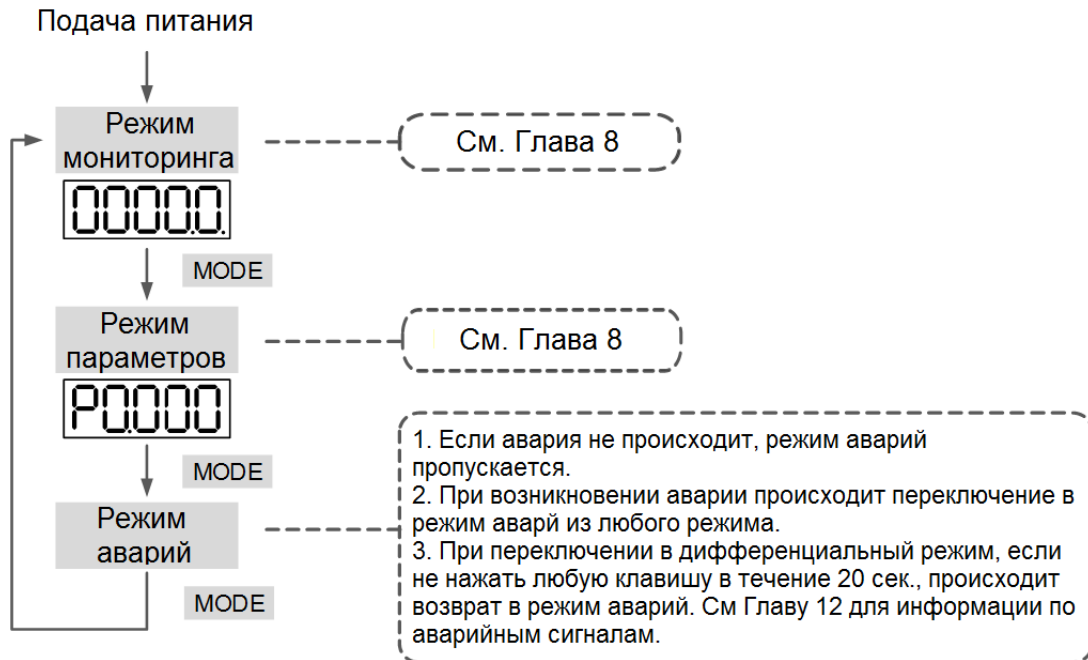 Подача питания
Режим
мониторинга
См. Глава 8
0000.0.
MODE
Режим
параметров
См. Глава 8
P0.000
MODE
Режим
аварий
MODE
1. Если авария не происходит, режим аварий
пропускается.
2. При возникновении аварии происходит переключение в
режим аварй из любого режима.
3. При переключении в дифференциальный режим, если
не нажать любую клавишу в течение 20 сек., происходит
возврат в режим аварий. См Главу 12 для информации по
аварийным сигналам.